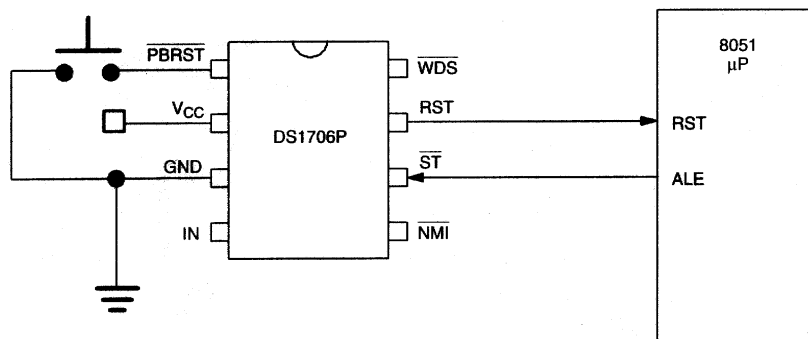 PBRST
VCC
GND
IN
DS1706P
WDS
RST
ST
NMI
8051
μP
RST
ALE